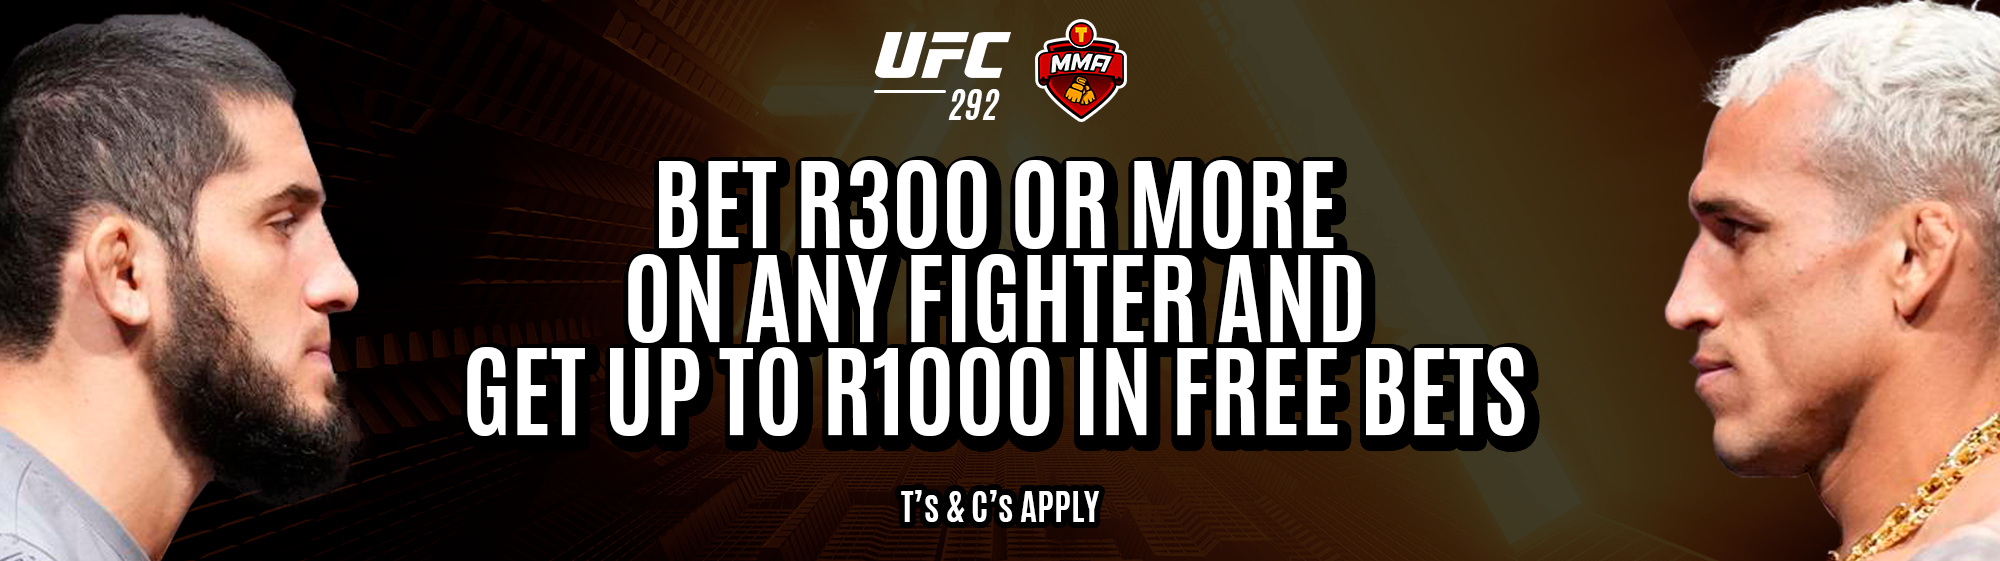 UFC
292
T
MMA
BET R300 OR MORE
ON ANY FIGHTER AND
GET UP TO R1000 IN FREE BETS
T's & C's APPLY